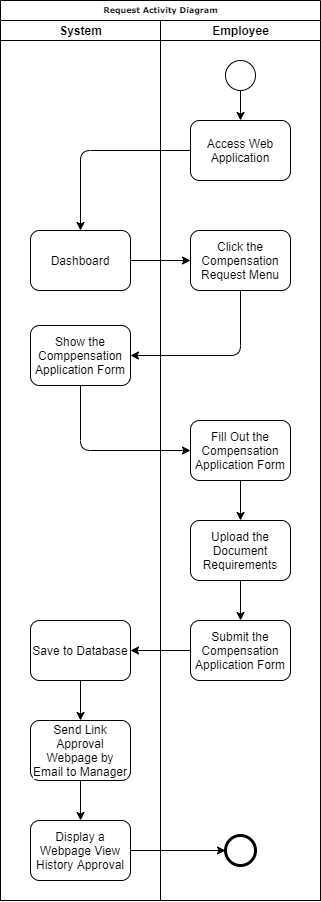 Request Activity Diagram
System
Employee
Access Web
Application
Dashboard
Click the
Compensation
Request Menu
Show the
Comppensation
Application Form
Fill Out the
Compensation
Application Form
Upload the
Document
Requirements
Submit the
Compensation
Application Form
Save to Database
Send Link
Approval
Webpage by
Email to Manager
Display a
Webpage View
History Approval